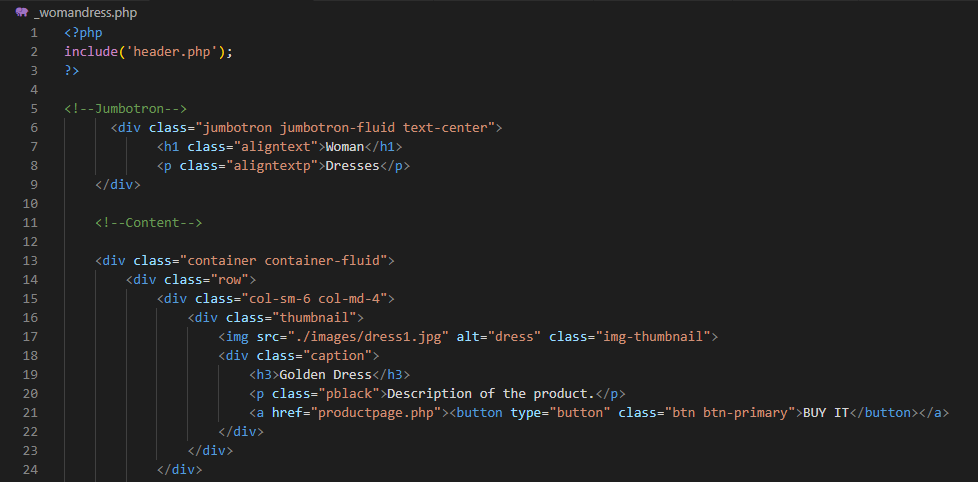 _womandress.php
1 <?php
2 include('header.php');
3 ?>
4
5 <!--Jumbotron-->
6 <div class="jumbotron jumbotron-fluid text-center">
7 <h1 class="aligntext">Woman</h1>
8 <p class="aligntextp">Dresses</p>
9 </div>
10
11 <!--Content-->
12
13 <div class="container container-fluid">
14 <div class="row">
15 <div class="col-sm-6 col-md-4">
16 <div class="thumbnail">
17 <img src="./images/dress1.jpg" alt="dress" class="img-thumbnail">
18 <div class="caption">
19 <h3>Golden Dress</h3>
20 <p class="pblack">Description of the product.</p>
21 <a href="productpage.php"><button type="button" class="btn btn-primary">BUY IT</button></a>
22 </div>
23 </div>
24 </div>